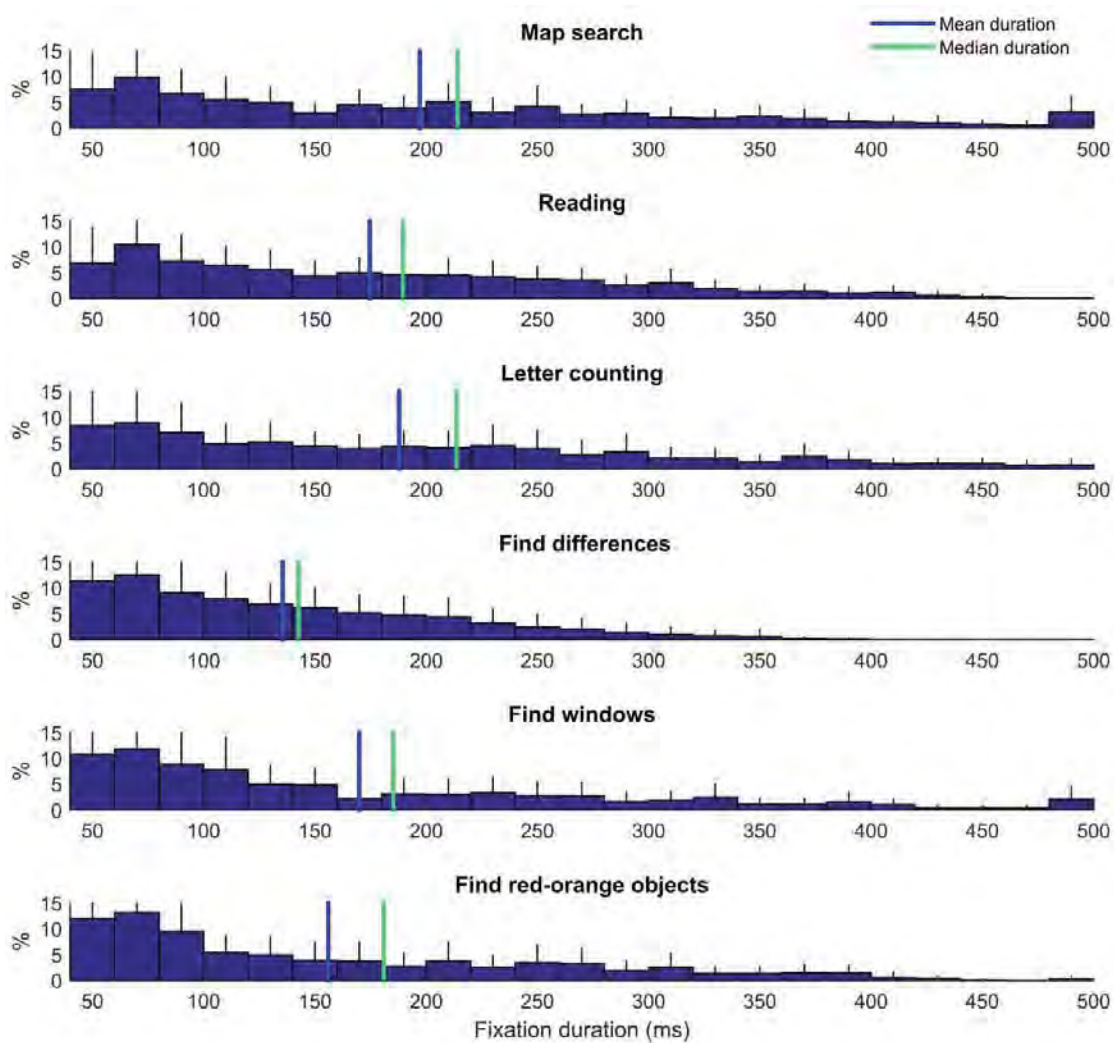 Mean duration
Median duration
Map search
%
15
10
5
0
50 100 150 200 250 300 350 400 450 500
Reading
%
15
10
5
0
50 100 150 200 250 300 350 400 450 500
Letter counting
%
15
10
5
0
50 100 150 200 250 300 350 400 450 500
Find differences
%
15
10
5
0
50 100 150 200 250 300 350 400 450 500
Find windows
%
15
10
5
0
50 100 150 200 250 300 350 400 450 500
Find red-orange objects
%
15
10
5
0
50 100 150 200 250 300 350 400 450 500
Fixation duration (ms)